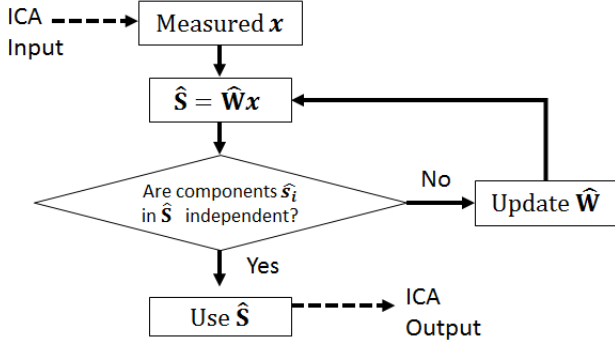 ICA
Input
Measured x
Ŝ = Ŵx
Are components ŝᵢ
in Ŝ independent?
No
Update Ŵ
Yes
Use Ŝ
ICA
Output